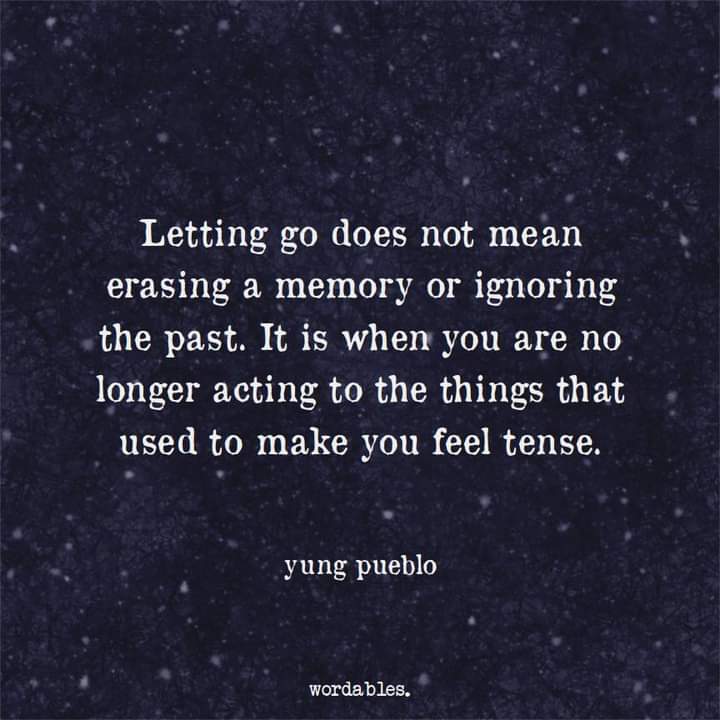 Letting go does not mean
erasing a memory or ignoring
the past. It is when you are no
longer acting to the things that
used to make you feel tense.
yung pueblo
wordables.